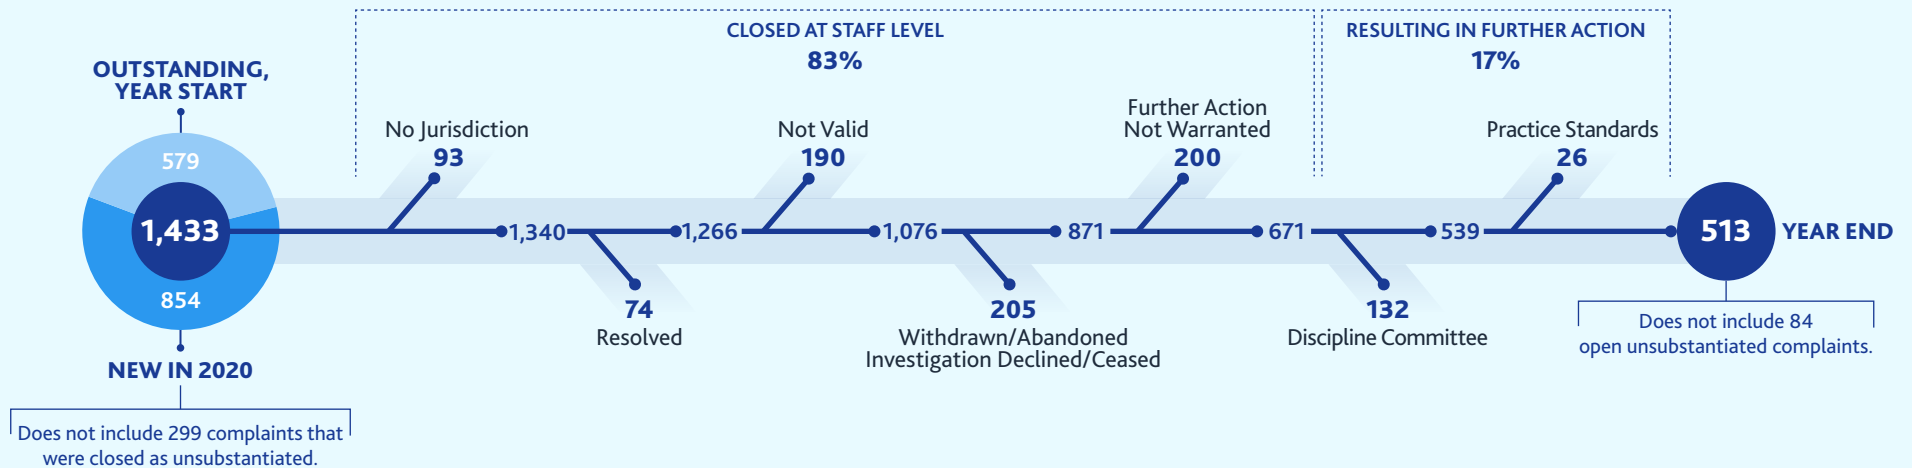 CLOSED AT STAFF LEVEL
83%
RESULTING IN FURTHER ACTION
17%
OUTSTANDING,
YEAR START
579
1,433
854
NEW IN 2020
Does not include 299 complaints that
were closed as unsubstantiated.
No Jurisdiction
93
1,340
74
Resolved
1,266
Not Valid
190
1,076
205
Withdrawn/Abandoned
Investigation Declined/Ceased
871
Further Action
Not Warranted
200
671
132
Discipline Committee
539
Practice Standards
26
513
YEAR END
Does not include 84
open unsubstantiated complaints.